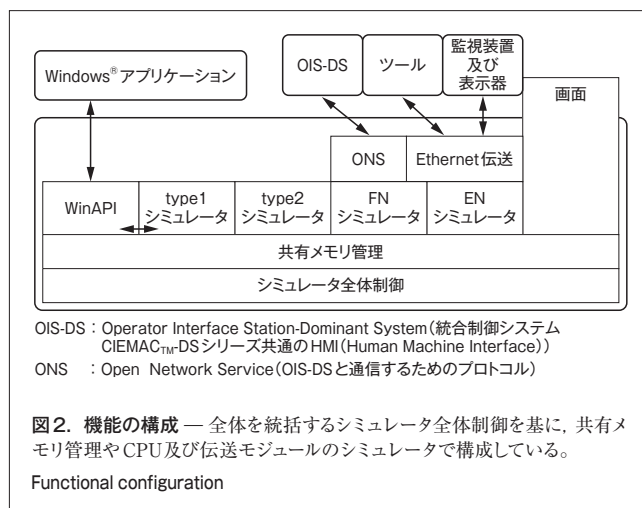 Windows® アプリケーション
OIS-DS
ツール
監視装置
及び
表示器
画面
ONS
Ethernet伝送
WinAPI
type1
シミュレータ
type2
シミュレータ
FN
シミュレータ
EN
シミュレータ
共有メモリ管理
シミュレータ全体制御
OIS-DS : Operator Interface Station-Dominant System(統合制御システム
CIEMAC™-DSシリーズ共通のHMI(Human Machine Interface))
ONS : Open Network Service(OIS-DSと通信するためのプロトコル)
図2. 機能の構成 — 全体を統括するシミュレータ全体制御を基に, 共有メ
モリ管理やCPU及び伝送モジュールのシミュレータで構成している。
Functional configuration